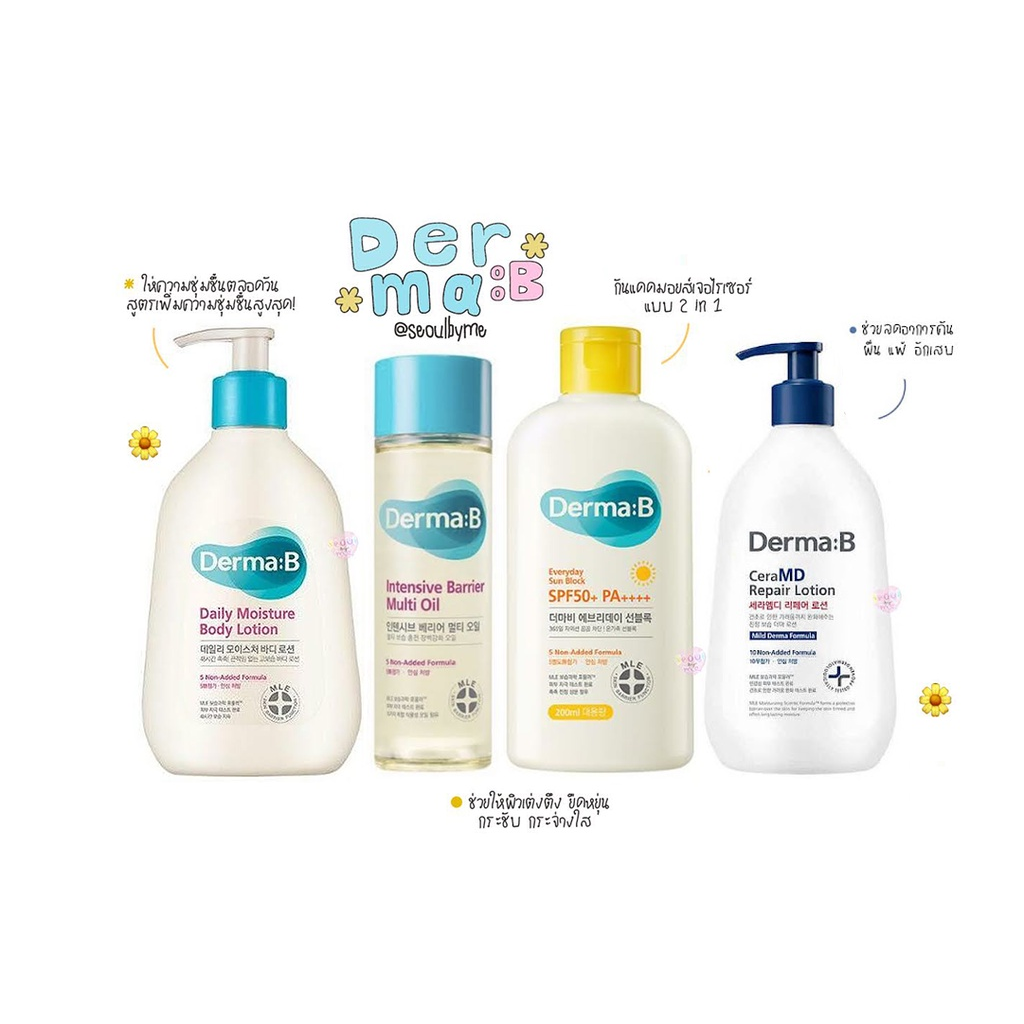 Der
ma:B
@seoulbyme
ให้ความชุ่มชื้นตลอดวัน
สูตรเพิ่มความชุ่มชื้นสูงสุด!
กันแดดมอยส์เจอไรเซอร์
แบบ 2 in 1
ช่วยลดอาการคัน
ผื่น แพ้ อักเสบ
Derma:B
Daily Moisture
Body Lotion
데일리 모이스처 바디 로션
5 Non-Added Formula
MLE
Derma:B
Intensive Barrier
Multi Oil
인텐시브 베리어 멀티 오일
5 Non-Added Formula
MLE
Derma:B
Everyday
Sun Block
SPF50+ PA++++
더마비 에브리데이 선블록
5 Non-Added Formula
MLE
200ml 대용량
Derma:B
CeraMD
Repair Lotion
세라엠디 리페어 로션
Mild Derma Formula
10 Non-Added Formula
ช่วยให้ผิวเต่งตึง ยืดหยุ่น
กระชับ กระจ่างใส